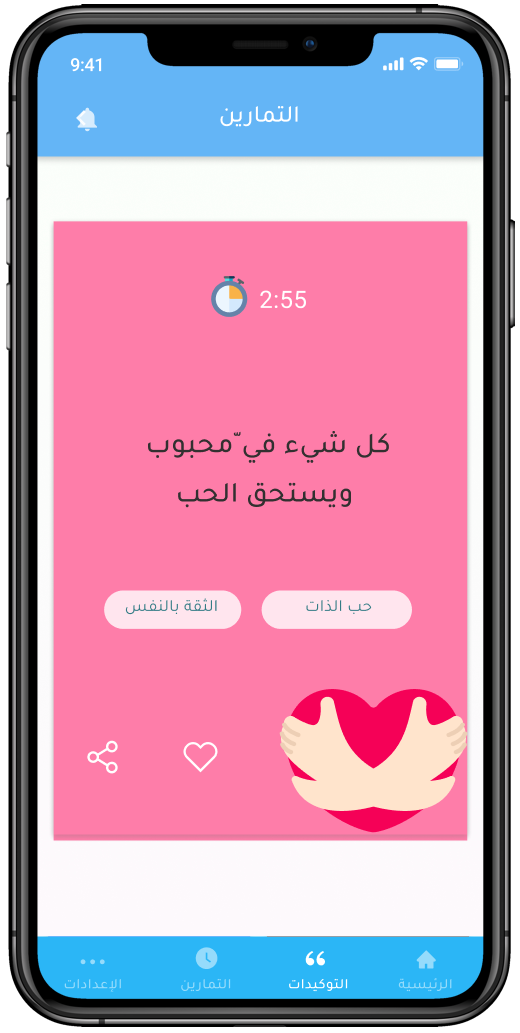 9:41
التمارين
2:55
كل شيء في ّمحبوب
ويستحق الحب
حب الذات
الثقة بالنفس
الرئيسية
التوكيدات
التمارين
الإعدادات